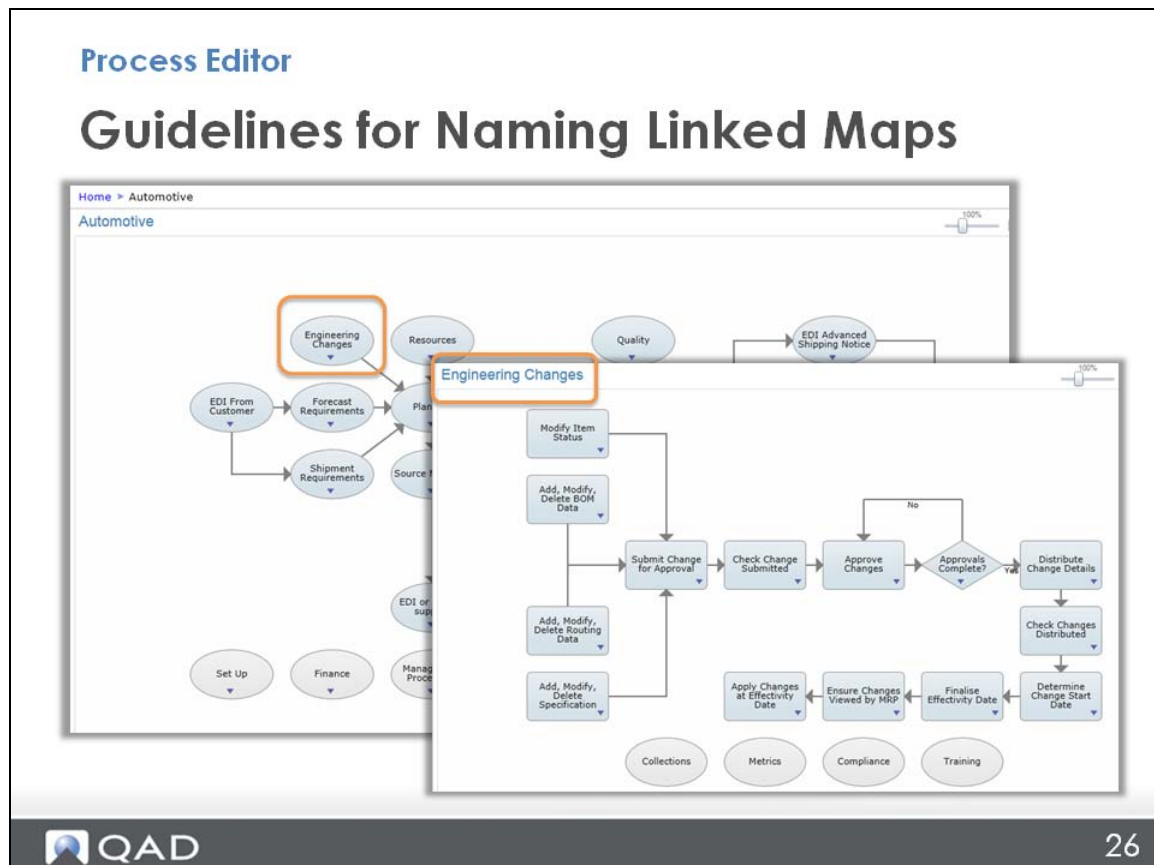 Process Editor
Guidelines for Naming Linked Maps
Home > Automotive
Automotive
100%
Engineering
Changes
Resources
Quality
EDI Advanced
Shipping Notice
EDI From
Customer
Forecast
Requirements
Shipment
Requirements
EDI or
Set Up
Finance
Engineering Changes
100%
Modify Item
Status
Add, Modify,
Delete BOM
Data
No
Submit Change
for Approval
Check Change
Submitted
Approve
Changes
Approvals
Complete?
Yes
Distribute
Change Details
Add, Modify,
Delete Routing
Data
Check Changes
Distributed
Add, Modify,
Delete
Specification
Apply Changes
at Effectivity
Date
Ensure Changes
Viewed by MRP
Finalise
Effectivity Date
Determine
Change Start
Date
Collections
Metrics
Compliance
Training
QAD
26